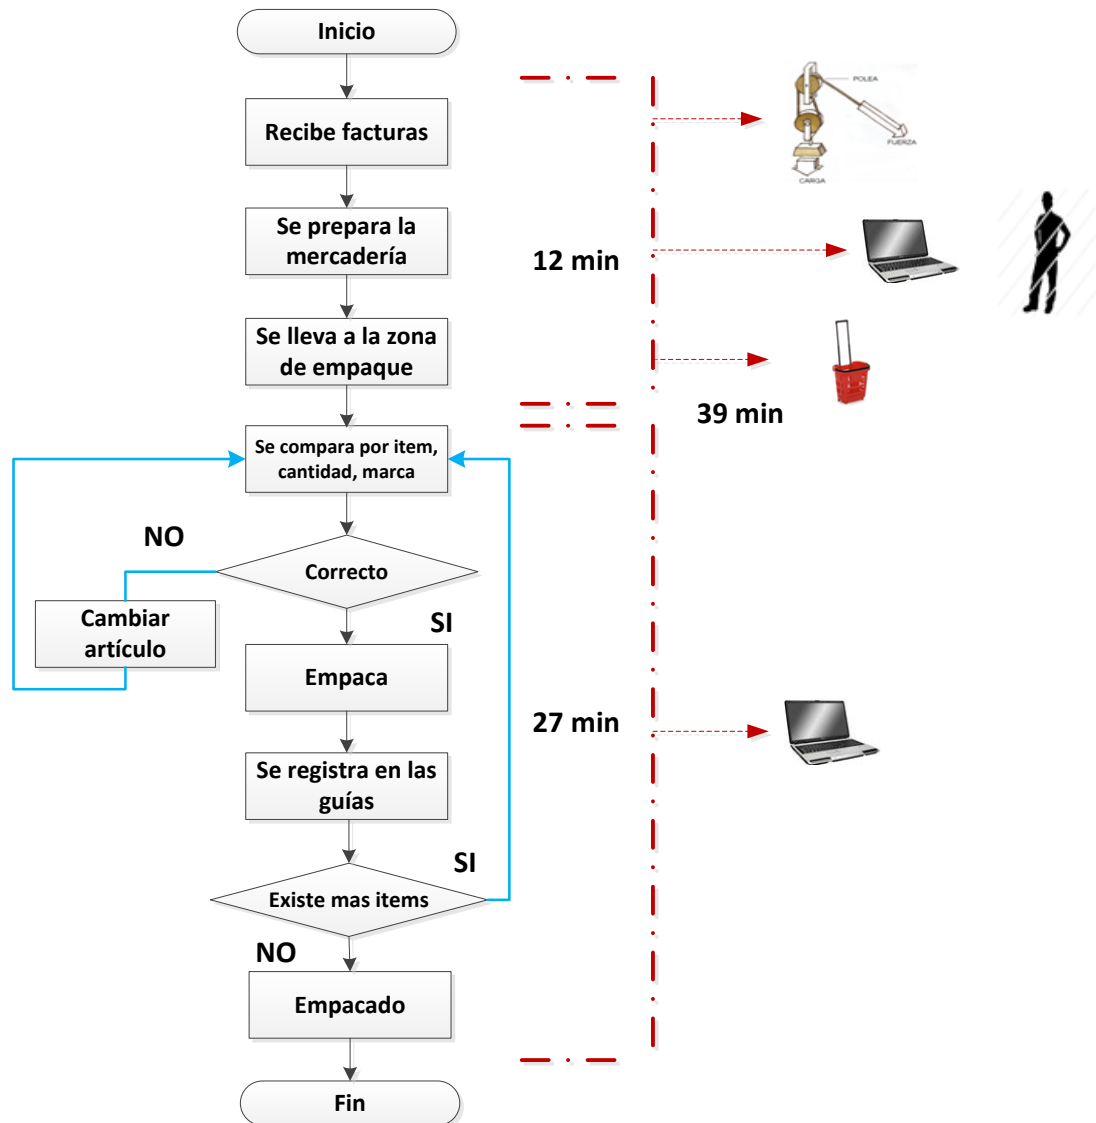 Inicio
Recibe facturas
Se prepara la
mercadería
Se lleva a la zona
de empaque
Se compara por item,
cantidad, marca
NO
Correcto
SI
Cambiar
artículo
Empaca
Se registra en las
guías
SI
Existe mas items
NO
Empacado
Fin
12 min
39 min
27 min
POLEA
FUERZA
CARGA